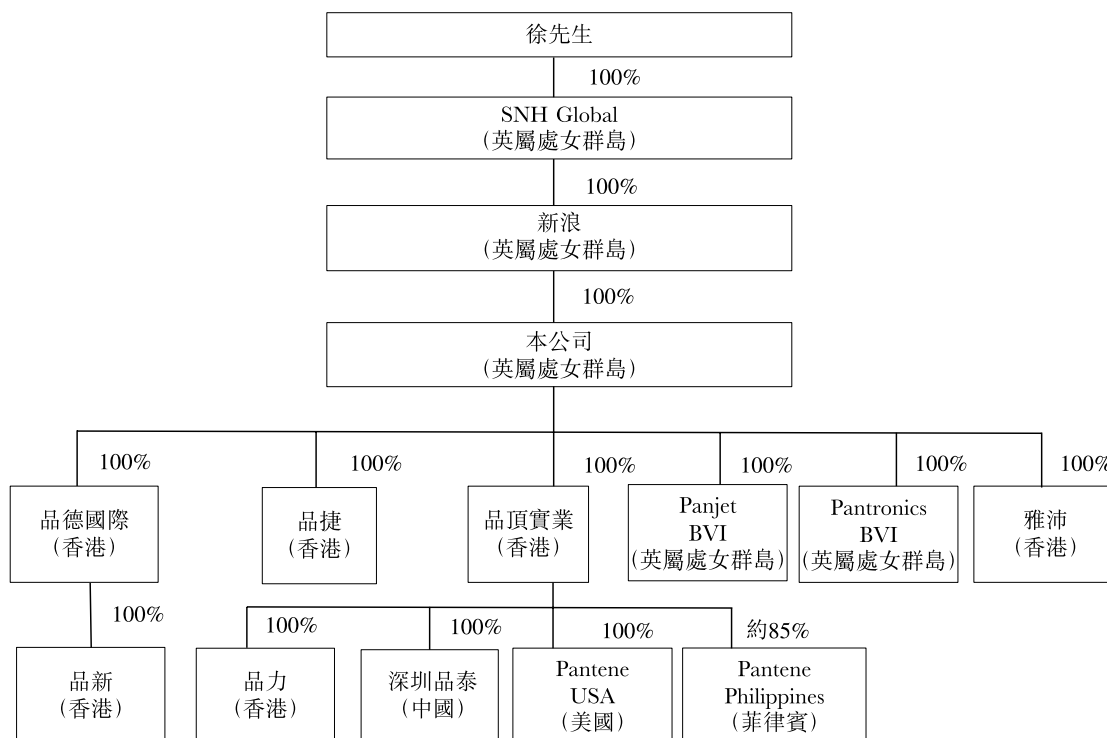 徐先生
100%
SNH Global
(英屬處女群島)
100%
新浪
(英屬處女群島)
100%
本公司
(英屬處女群島)
100%
100%
100%
100%
100%
100%
品德國際
(香港)
品捷
(香港)
品頂實業
(香港)
Panjet
BVI
(英屬處女群島)
Pantronics
BVI
(英屬處女群島)
雅沛
(香港)
100%
100%
100%
100%
約85%
品新
(香港)
品力
(香港)
深圳品泰
(中國)
Pantene
USA
(美國)
Pantene
Philippines
(菲律賓)